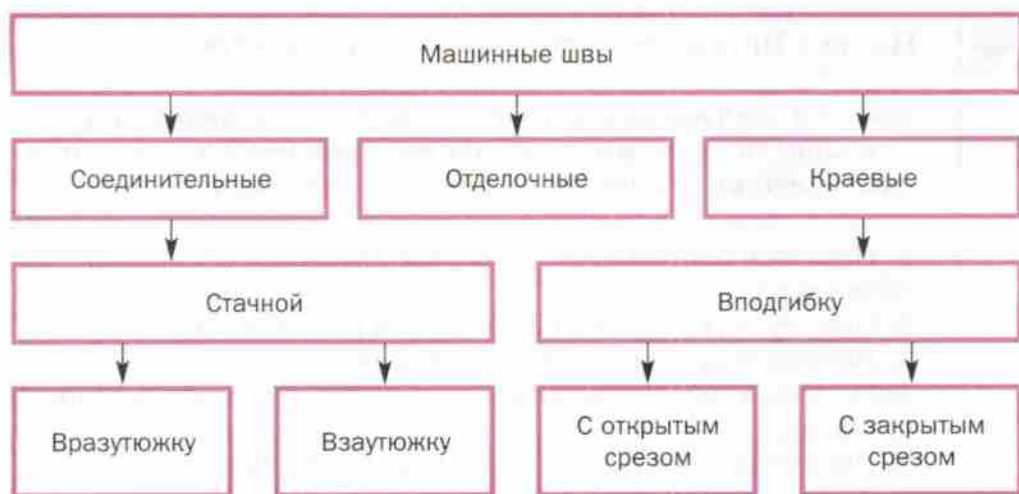 Машинные швы
Соединительные
Отделочные
Краевые
Стачной
Вподгибку
Вразутюжку
Взаутюжку
С открытым
срезом
С закрытым
срезом